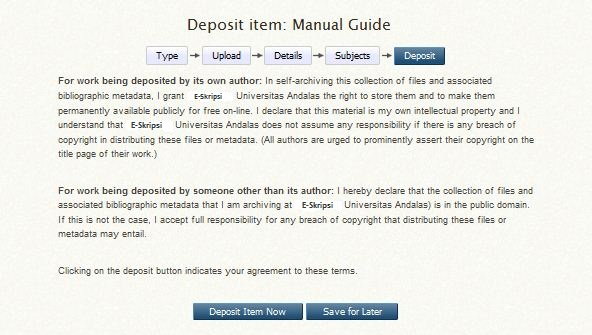 Deposit item: Manual Guide
Type Upload Details Subjects Deposit
For work being deposited by its own author: In self-archiving this collection of files and associated
bibliographic metadata, I grant E-Skripsi Universitas Andalas the right to store them and to make them
permanently available publicly for free on-line. I declare that this material is my own intellectual property and I
understand that E-Skripsi Universitas Andalas does not assume any responsibility if there is any breach of
copyright in distributing these files or metadata. (All authors are urged to prominently assert their copyright on the
title page of their work.)
For work being deposited by someone other than its author: I hereby declare that the collection of files and
associated bibliographic metadata that I am archiving at E-Skripsi Universitas Andalas) is in the public domain.
If this is not the case, I accept full responsibility for any breach of copyright that distributing these files or
metadata may entail.
Clicking on the deposit button indicates your agreement to these terms.
Deposit Item Now Save for Later